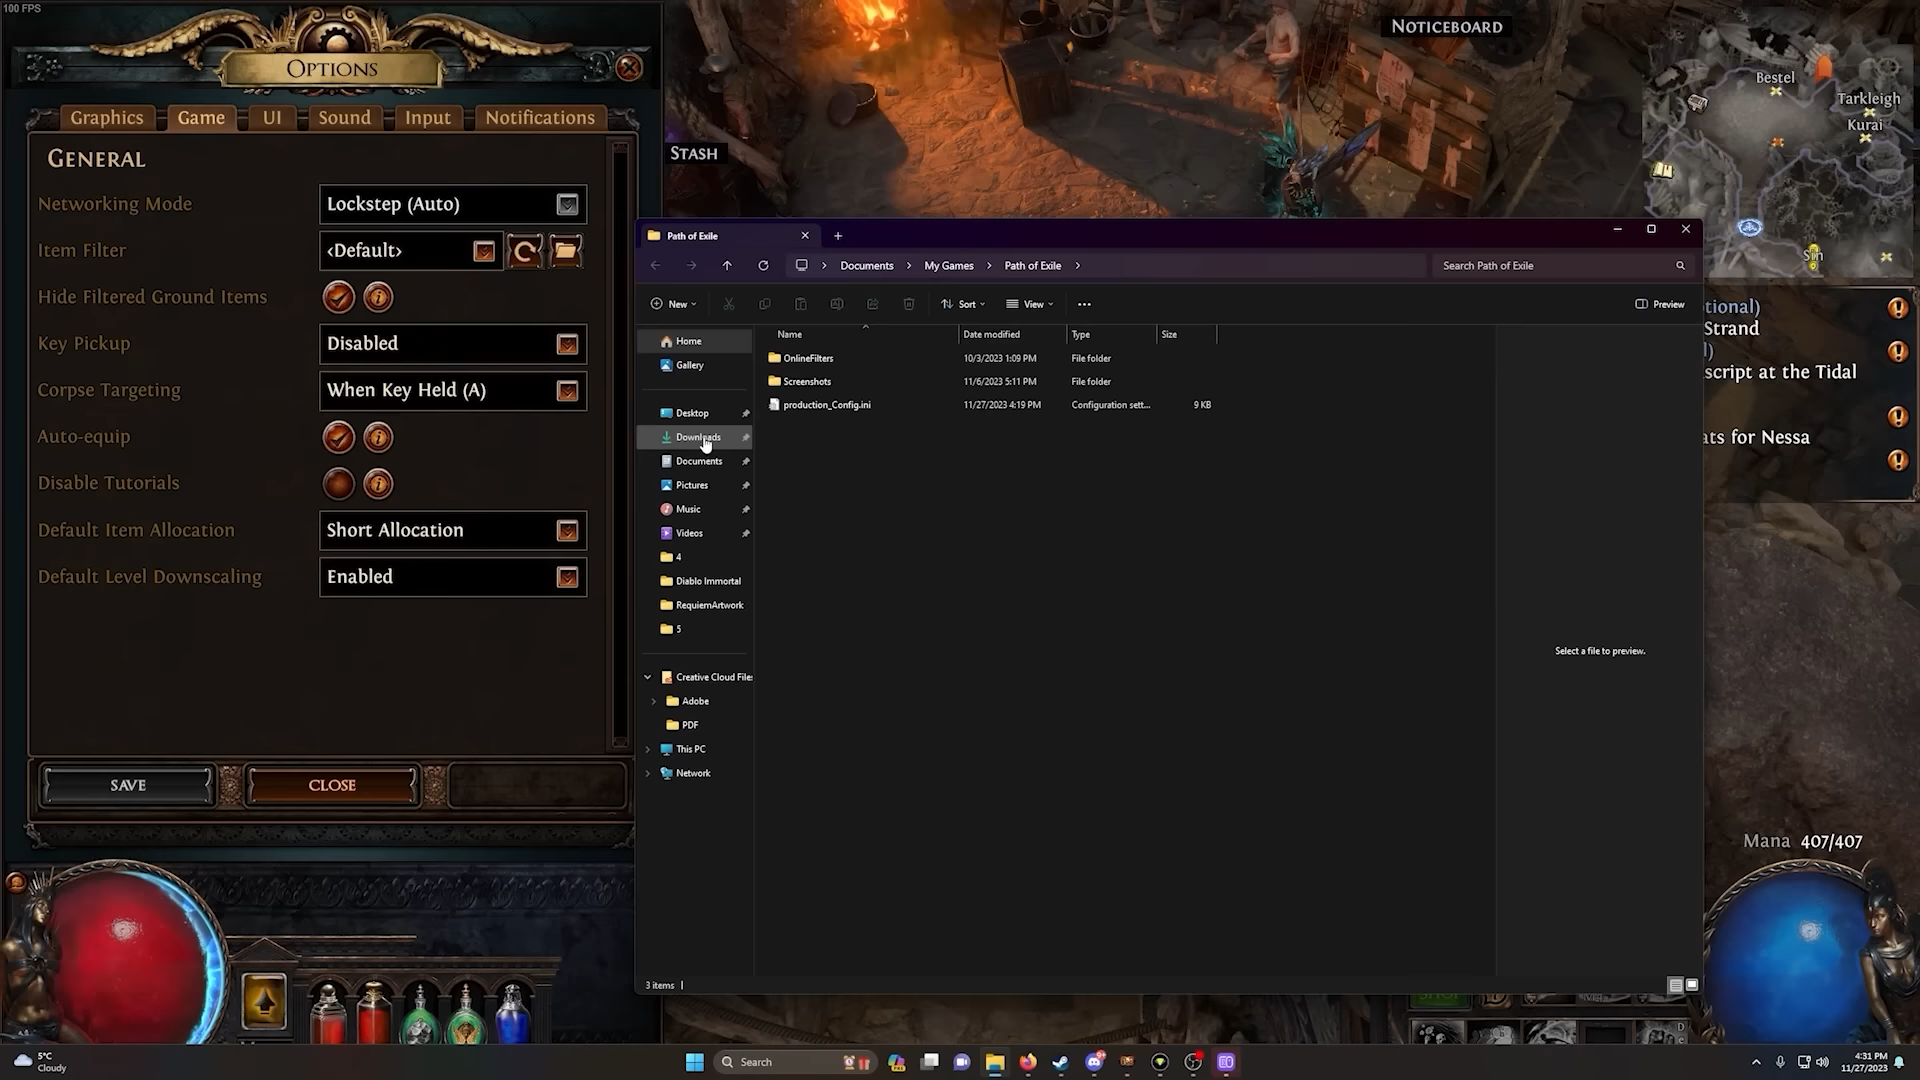 100 FPS
Options
Graphics
Game
UI
Sound
Input
Notifications
General
Networking Mode
Lockstep (Auto)
Item Filter
<Default>
Hide Filtered Ground Items
Key Pickup
Disabled
Corpse Targeting
When Key Held (A)
Auto-equip
Disable Tutorials
Default Item Allocation
Short Allocation
Default Level Downscaling
Enabled
SAVE
CLOSE
Stash
Noticeboard
Bestel
Tarkleigh
Kurai
Sin
tional)
Strand
script at the Tidal
ats for Nessa
Mana 407/407
Path of Exile
Documents > My Games > Path of Exile >
Search Path of Exile
New
Sort
View
Preview
Name
Date modified
Type
Size
OnlineFilters
10/3/2023 1:09 PM
File folder
Screenshots
11/6/2023 5:11 PM
File folder
production_Config.ini
11/27/2023 4:19 PM
Configuration sett...
9 KB
Home
Gallery
Desktop
Downloads
Documents
Pictures
Music
Videos
4
Diablo Immortal
RequiemArtwork
5
Creative Cloud Files
Adobe
PDF
This PC
Network
Select a file to preview.
3 items
5°C
Cloudy
Search
4:31 PM
11/27/2023